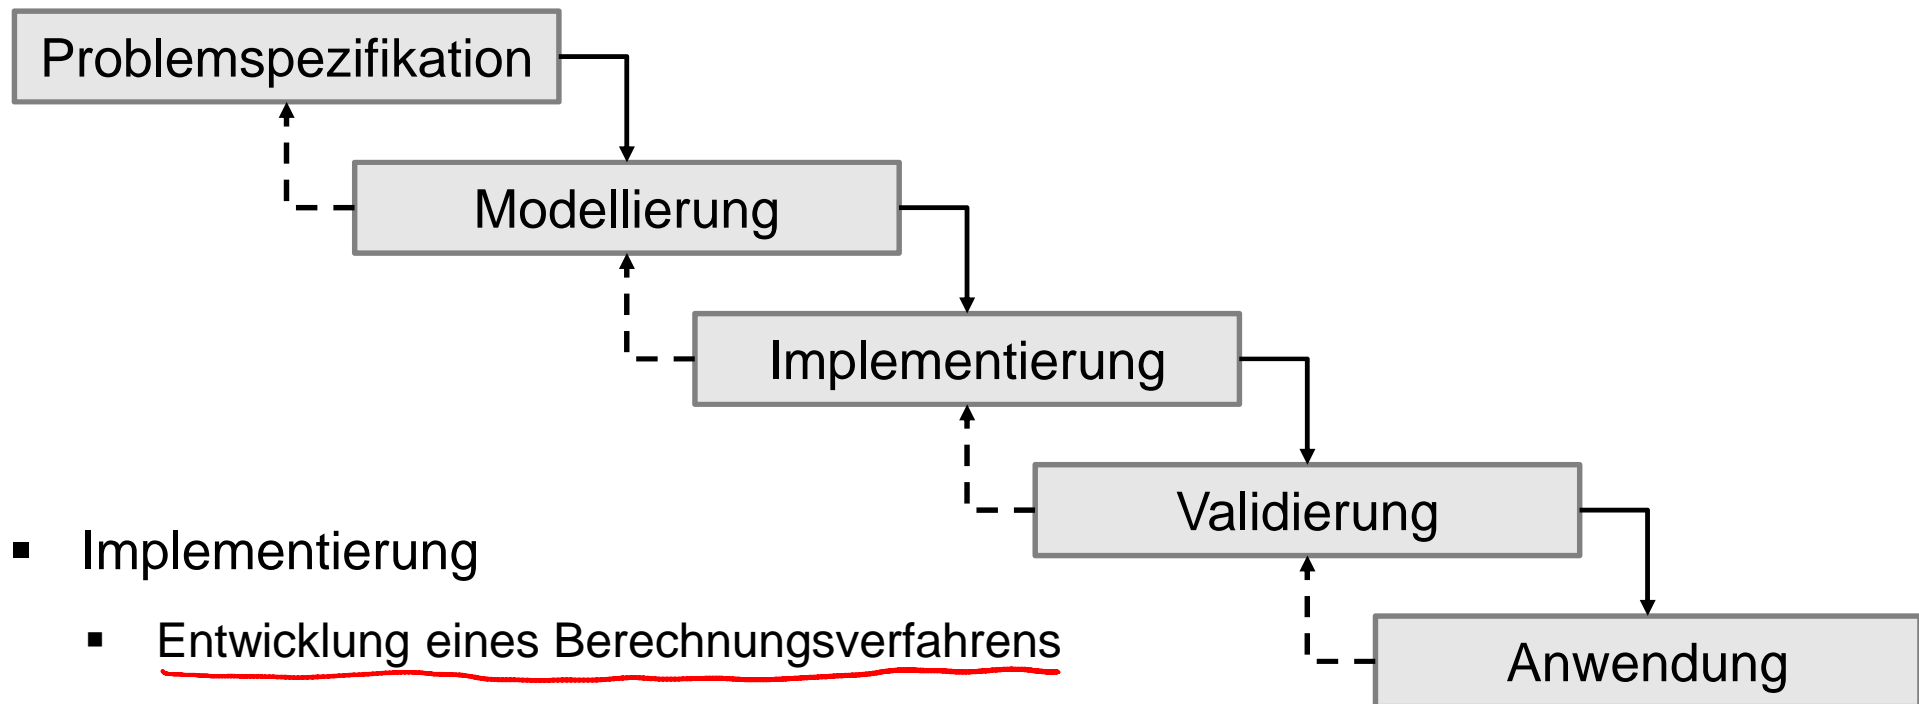 Problemspezifikation
Modellierung
Implementierung
Validierung
Anwendung
▪ Implementierung
▪ Entwicklung eines Berechnungsverfahrens